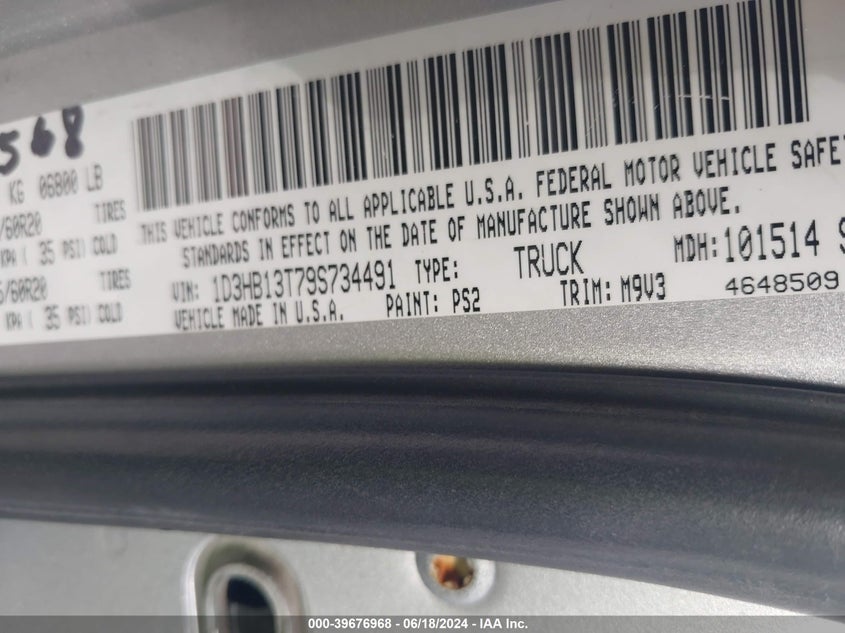 568
KG 06800 LB
/60R20 TIRES
KPA ( 35 PSI) COLD
5/60R20 TIRES
KPA ( 35 PSI) COLD
THIS VEHICLE CONFORMS TO ALL APPLICABLE U.S.A. FEDERAL MOTOR VEHICLE SAFE
STANDARDS IN EFFECT ON THE DATE OF MANUFACTURE SHOWN ABOVE.
VIN: 1D3HB13T79S734491 TYPE: TRUCK MDH: 101514 S
VEHICLE MADE IN U.S.A. PAINT: PS2 TRIM: M9V3 4648509
000-39676968 - 06/18/2024 - IAA Inc.